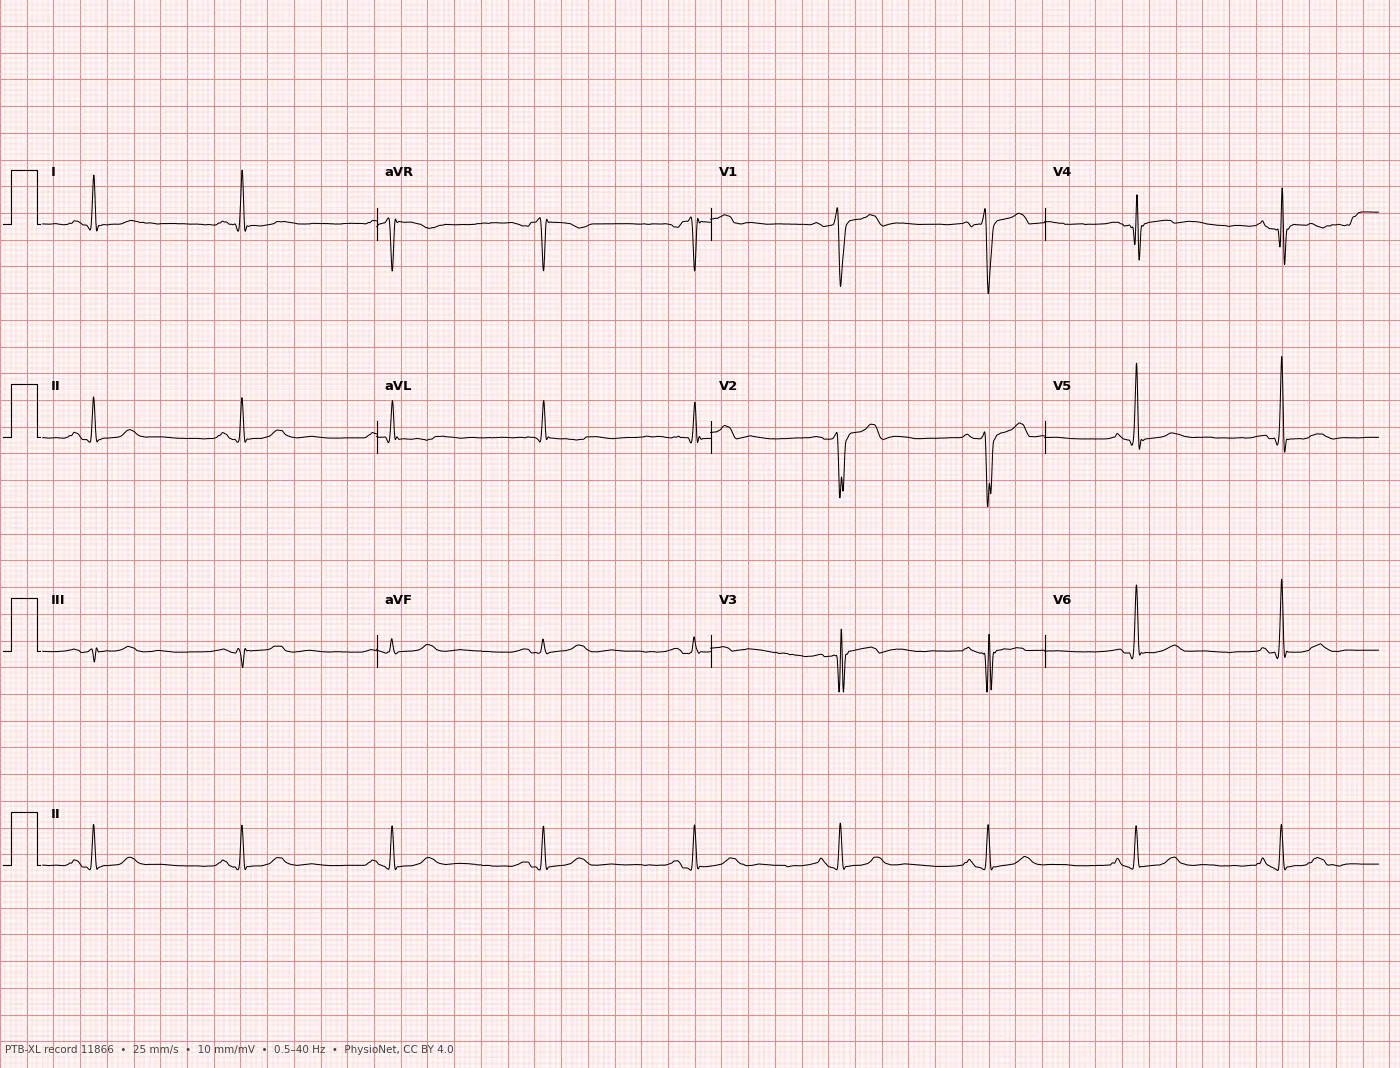 I aVR V1 V4
II aVL V2 V5
III aVF V3 V6
II
PTB-XL record 11866 • 25 mm/s • 10 mm/mV • 0.5–40 Hz • PhysioNet, CC BY 4.0